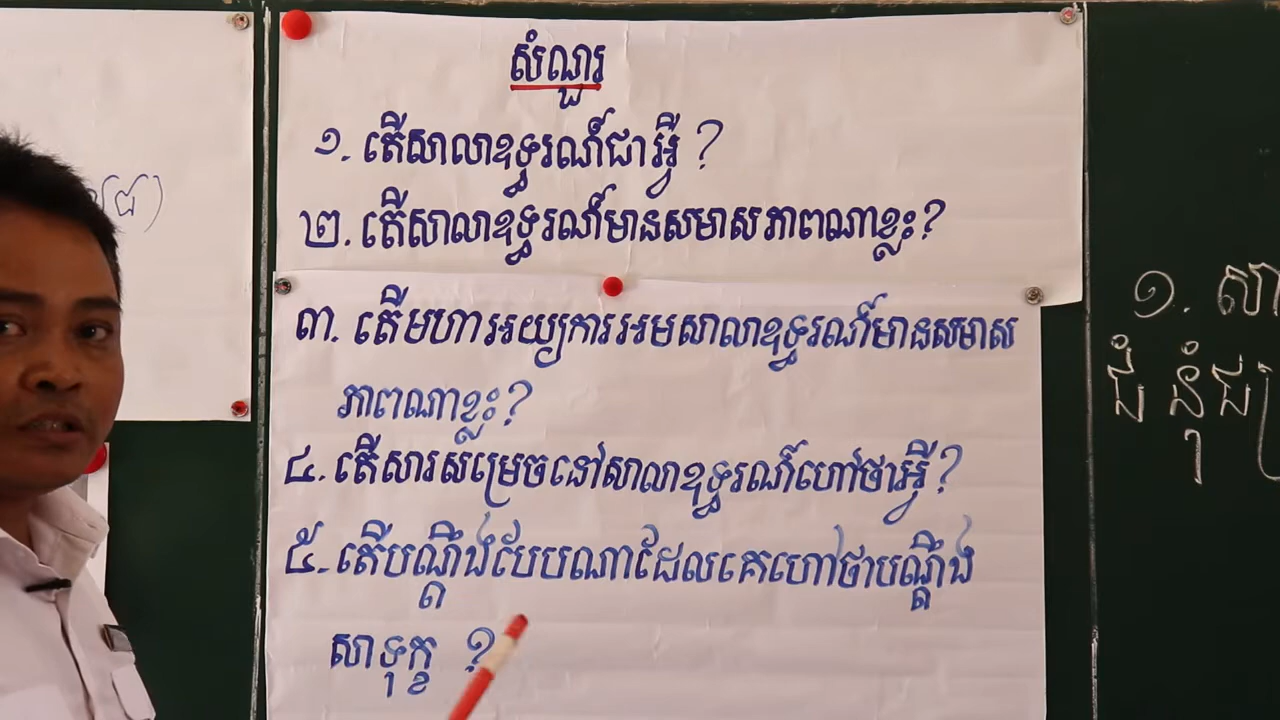 សំណួរ
១. តើសាលាឧទ្ធរណ៍ជាអ្វី ?
២. តើសាលាឧទ្ធរណ៍មានសមាសភាពណាខ្លះ?
៣. តើមហាអយ្យការអមសាលាឧទ្ធរណ៍មានសមាស
ភាពណាខ្លះ?
៤. តើសារសម្រេចនៅសាលាឧទ្ធរណ៍ហៅថាអ្វី ?
៥. តើបណ្ដឹងបែបណាដែលគេហៅថាបណ្ដឹង
សាទុក្ខ ?
១. សា
ជំនុំជ